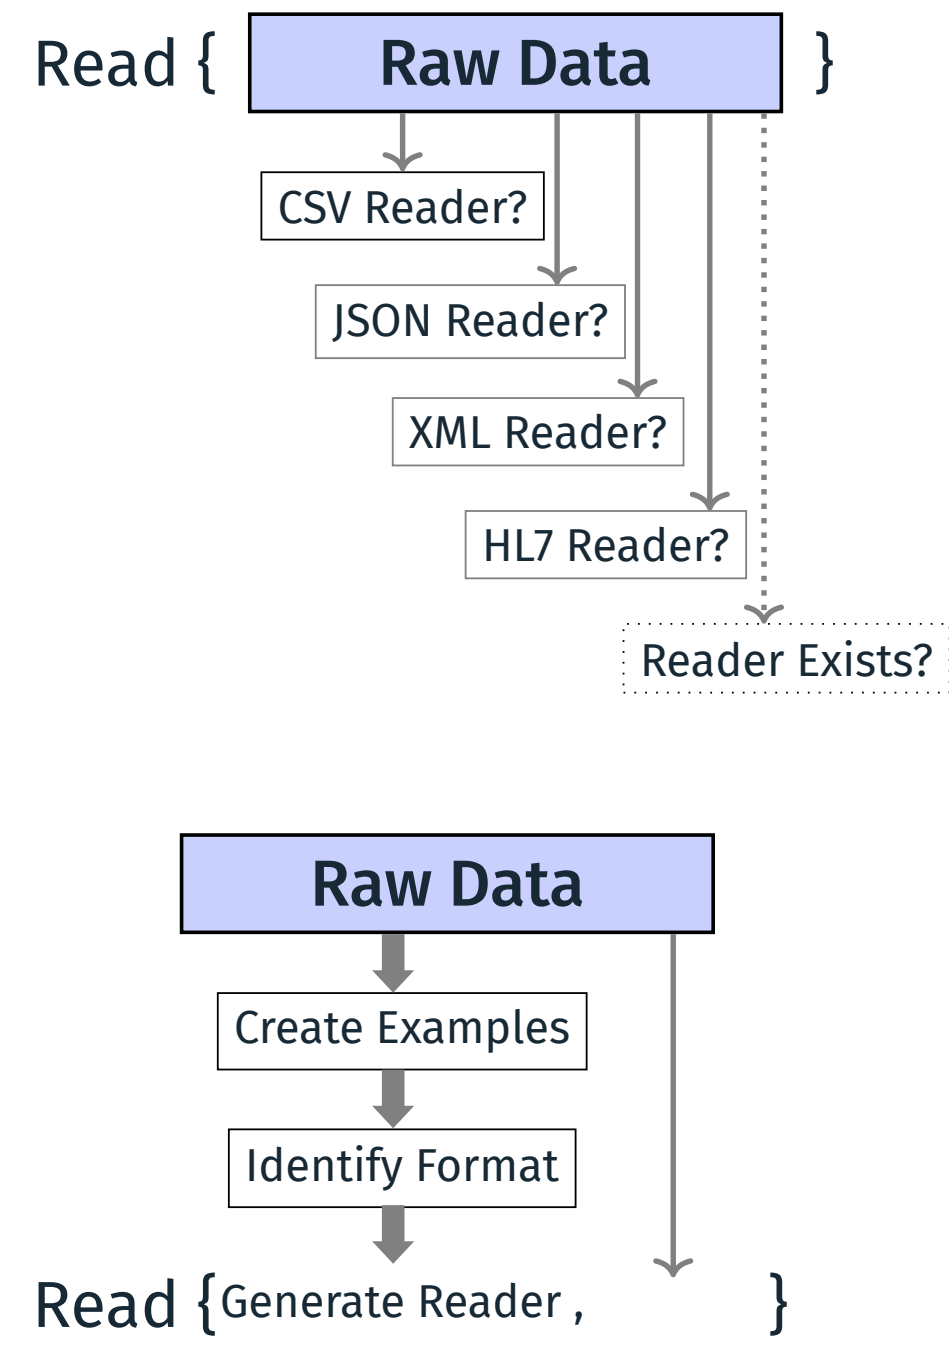 Read { Raw Data }
CSV Reader?
JSON Reader?
XML Reader?
HL7 Reader?
Reader Exists?
Raw Data
Create Examples
Identify Format
Read {Generate Reader , }